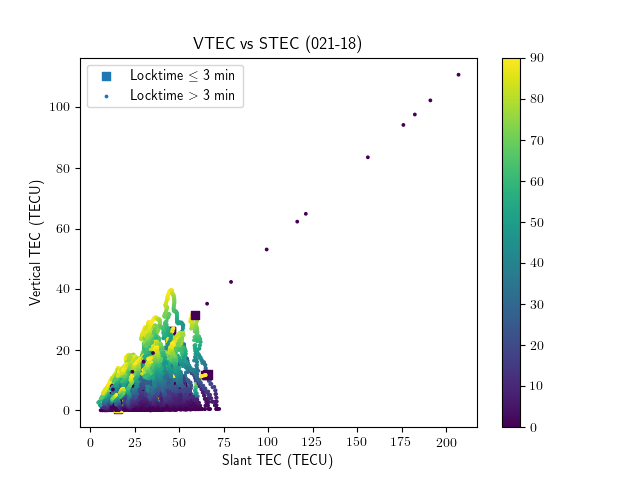 VTEC vs STEC (021-18)
Locktime ≤ 3 min
Locktime > 3 min
Vertical TEC (TECU)
100
80
60
40
20
0
0 25 50 75 100 125 150 175 200
Slant TEC (TECU)
90
80
70
60
50
40
30
20
10
0